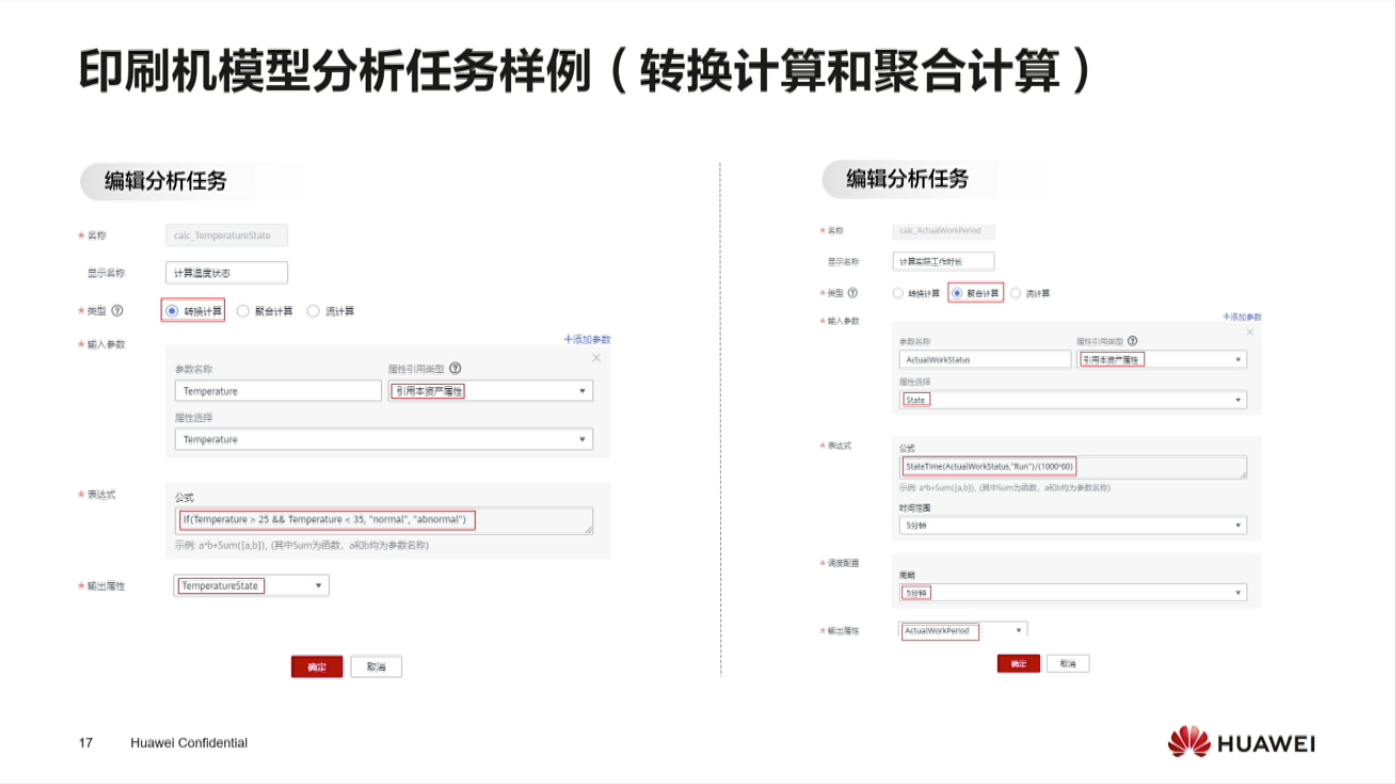 印刷机模型分析任务样例（转换计算和聚合计算）
编辑分析任务
* 名称
calc_TemperatureState
显示名称
计算温度状态
* 类型 ?
转换计算
聚合计算
流计算
* 输入参数
+添加参数
参数名称
属性引用类型 ?
Temperature
引用本资产属性
属性选择
Temperature
* 表达式
公式
If(Temperature > 25 && Temperature < 35, "normal", "abnormal")
示例: a*b+Sum([a,b]), (其中Sum为函数，a和b均为参数名称)
* 输出属性
TemperatureState
确定
取消
编辑分析任务
* 名称
calc_ActualWorkPeriod
显示名称
计算实际工作时长
* 类型 ?
转换计算
聚合计算
流计算
* 输入参数
+添加参数
参数名称
属性引用类型 ?
ActualWorkStatus
引用本资产属性
属性选择
State
* 表达式
公式
StateTime(ActualWorkStatus,"Run")/(1000*60)
示例: a*b+Sum([a,b]), (其中Sum为函数，a和b均为参数名称)
时间范围
5分钟
* 调度配置
周期
5分钟
* 输出属性
ActualWorkPeriod
确定
取消
17
Huawei Confidential
HUAWEI